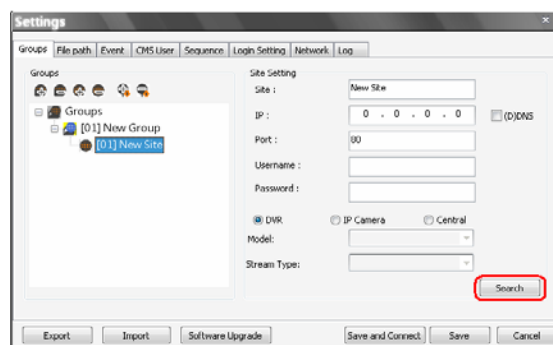 Settings
Groups File path Event CMS User Sequence Login Setting Network Log
Groups
Groups
[01] New Group
[01] New Site
Site Setting
Site : New Site
IP : 0 . 0 . 0 . 0 (D)DNS
Port : 80
Username :
Password :
DVR IP Camera Central
Model:
Stream Type:
Search
Export Import Software Upgrade Save and Connect Save Cancel